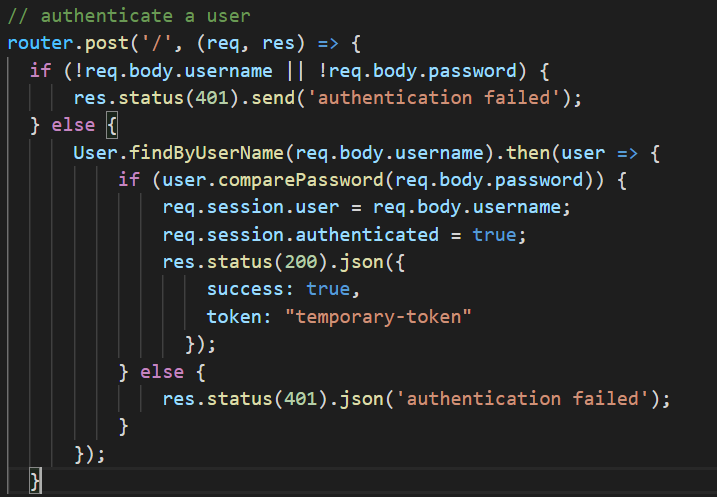 // authenticate a user
router.post('/', (req, res) => {
  if (!req.body.username || !req.body.password) {
      res.status(401).send('authentication failed');
  } else {
      User.findByUserName(req.body.username).then(user => {
          if (user.comparePassword(req.body.password)) {
              req.session.user = req.body.username;
              req.session.authenticated = true;
              res.status(200).json({
                  success: true,
                  token: "temporary-token"
                });
          } else {
              res.status(401).json('authentication failed');
          }
      });
  }